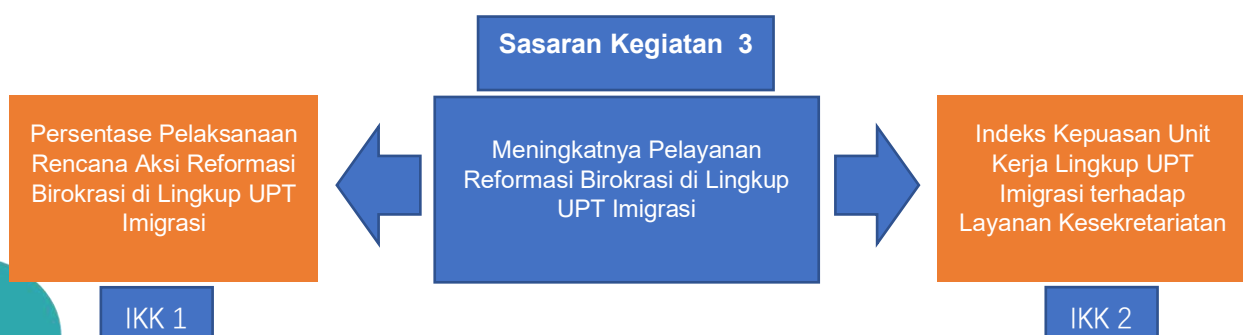 Sasaran Kegiatan 3
Persentase Pelaksanaan
Rencana Aksi Reformasi
Birokrasi di Lingkup UPT
Imigrasi
Meningkatnya Pelayanan
Reformasi Birokrasi di Lingkup
UPT Imigrasi
Indeks Kepuasan Unit
Kerja Lingkup UPT
Imigrasi terhadap
Layanan Kesekretariatan
IKK 1
IKK 2